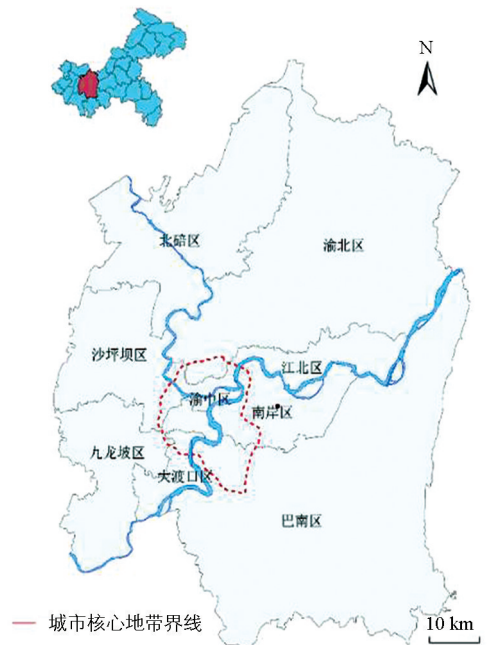 N
北碚区
渝北区
沙坪坝区
江北区
渝中区
南岸区
九龙坡区
大渡口区
巴南区
城市核心地带界线
10 km